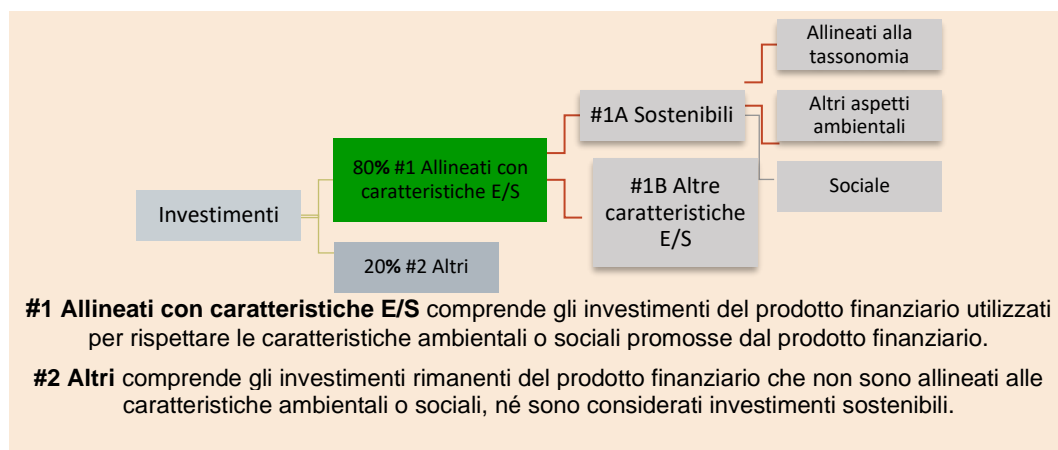 Allineati alla
tassonomia
#1A Sostenibili
Altri aspetti
ambientali
80% #1 Allineati con
caratteristiche E/S
#1B Altre
caratteristiche
E/S
Sociale
Investimenti
20% #2 Altri
#1 Allineati con caratteristiche E/S comprende gli investimenti del prodotto finanziario utilizzati
per rispettare le caratteristiche ambientali o sociali promosse dal prodotto finanziario.
#2 Altri comprende gli investimenti rimanenti del prodotto finanziario che non sono allineati alle
caratteristiche ambientali o sociali, né sono considerati investimenti sostenibili.